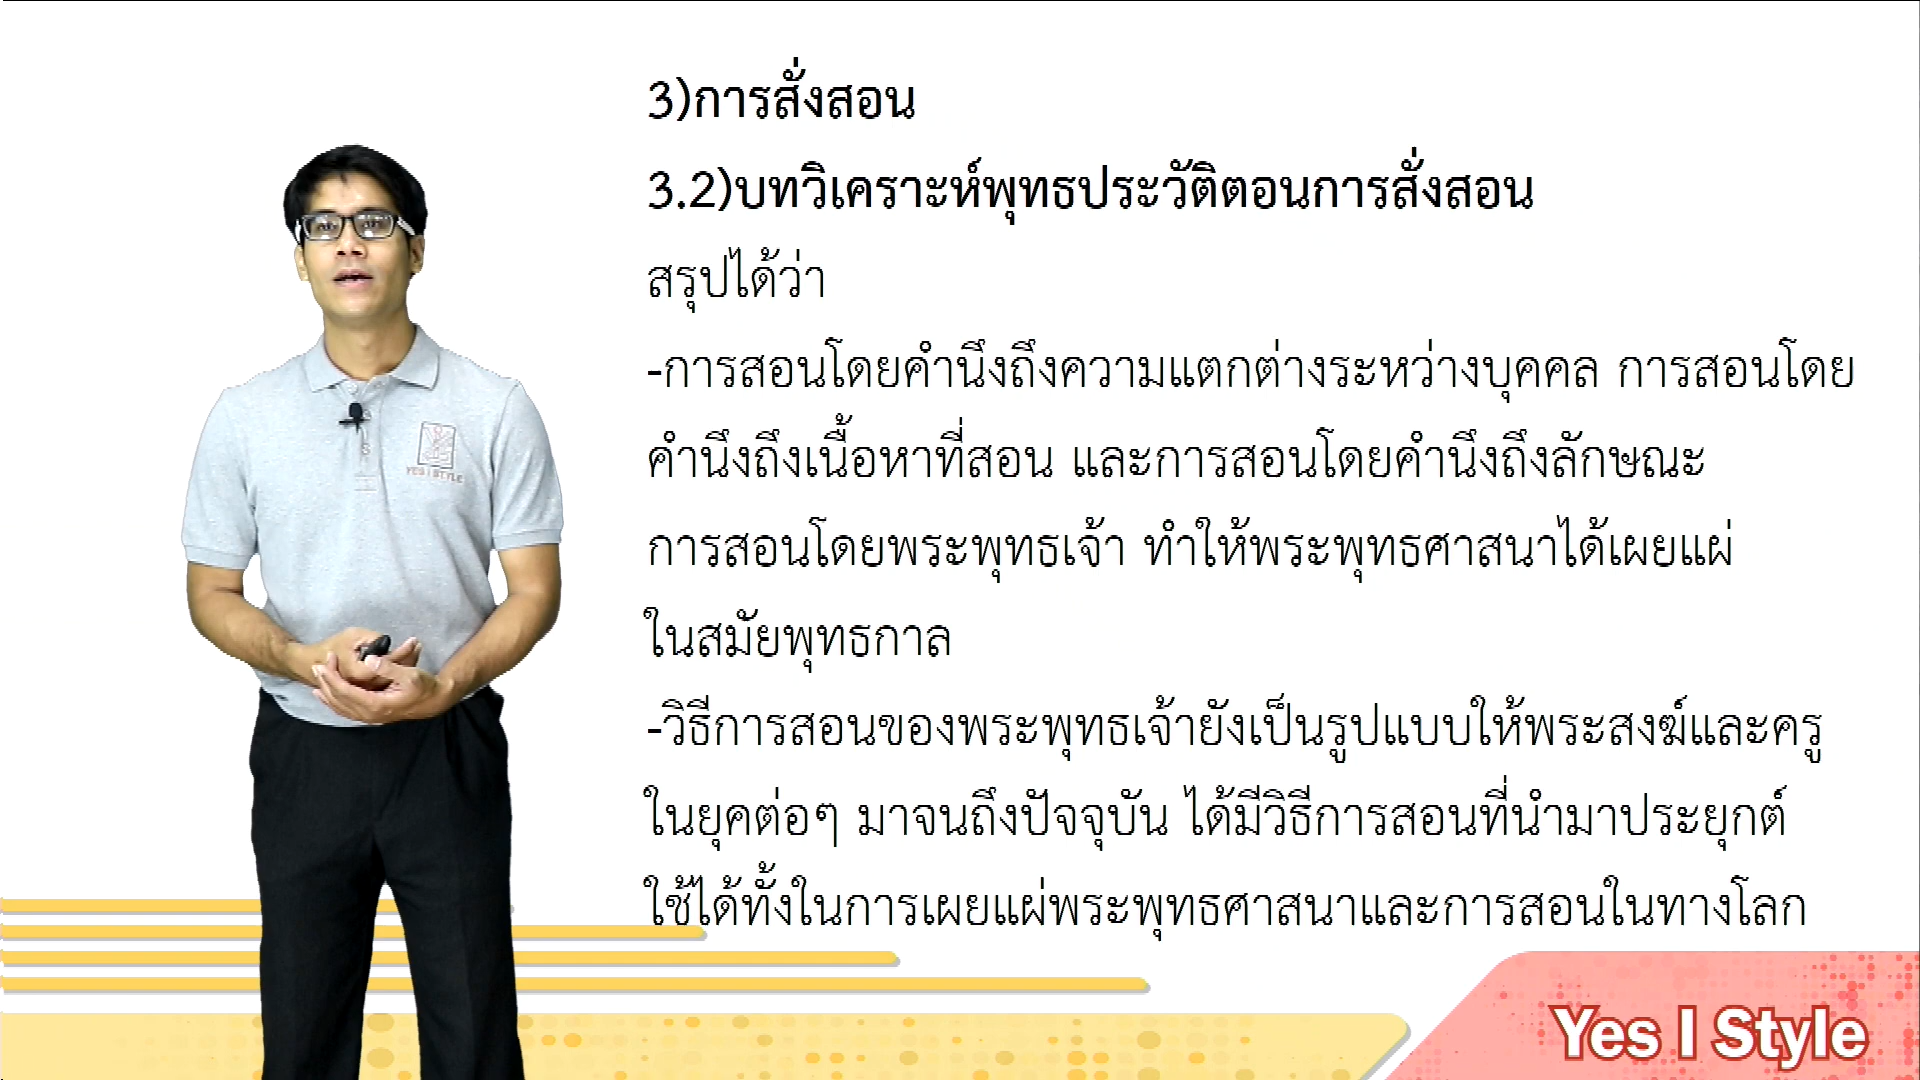 3)การสั่งสอน
3.2)บทวิเคราะห์พุทธประวัติตอนการสั่งสอน
สรุปได้ว่า
-การสอนโดยคำนึงถึงความแตกต่างระหว่างบุคคล การสอนโดย
คำนึงถึงเนื้อหาที่สอน และการสอนโดยคำนึงถึงลักษณะ
การสอนโดยพระพุทธเจ้า ทำให้พระพุทธศาสนาได้เผยแผ่
ในสมัยพุทธกาล
-วิธีการสอนของพระพุทธเจ้ายังเป็นรูปแบบให้พระสงฆ์และครู
ในยุคต่อๆ มาจนถึงปัจจุบัน ได้มีวิธีการสอนที่นำมาประยุกต์
ใช้ได้ทั้งในการเผยแผ่พระพุทธศาสนาและการสอนในทางโลก
YES I STYLE
Yes I Style